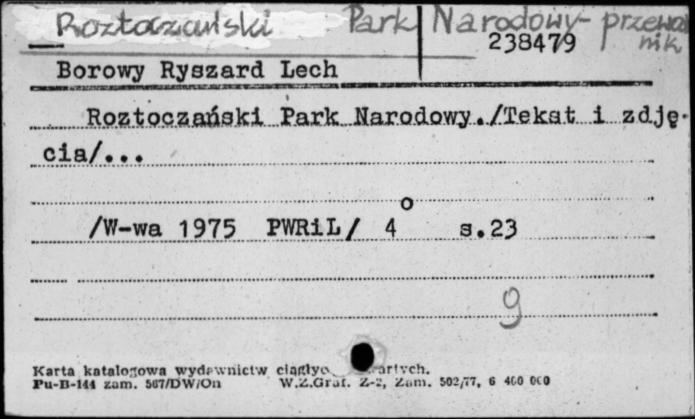 Roztoczański Park Narodowy - przewodnik
238479
Borowy Ryszard Lech
Roztoczański Park Narodowy./Tekst i zdję-
cia/...
/W-wa 1975 PWRiL/ 4° s.23
9
Karta katalogowa wydawnictw
Pu-B-144 zam. 567/DW/On W.Z.Graf. Z-2, Zam. 502/77, 6 400 000